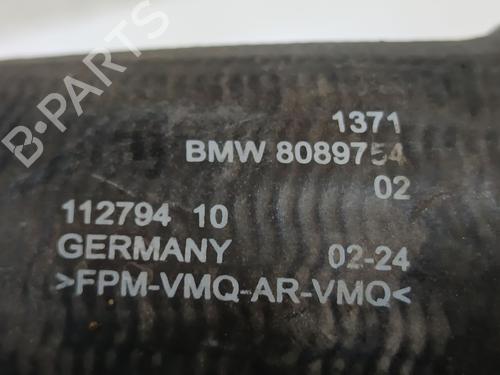 1371
BMW 8089754
02
112794 10
GERMANY 02-24
>FPM-VMQ-AR-VMQ<
B-PARTS